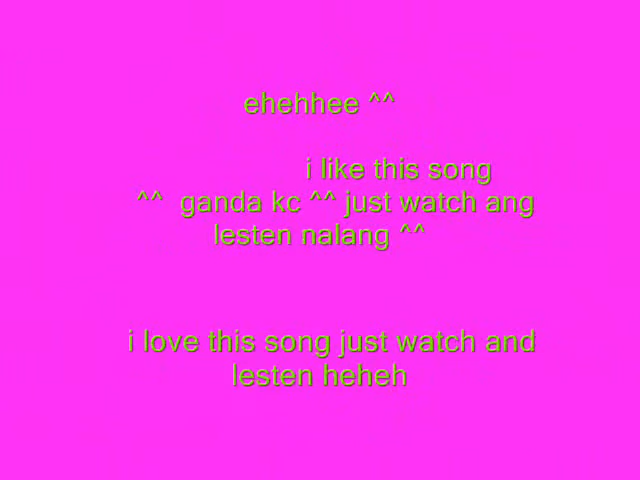 ehehhee ^^
i like this song
^^ ganda kc ^^ just watch ang
lesten nalang ^^
i love this song just watch and
lesten heheh